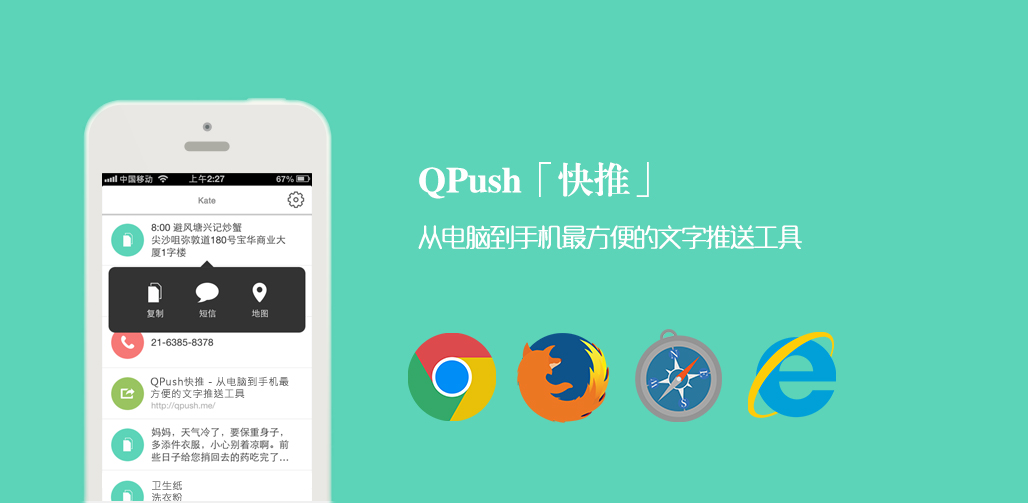 中国移动 上午2:27 67%
Kate
8:00 避风塘兴记炒蟹
尖沙咀弥敦道180号宝华商业大
厦1字楼
复制 短信 地图
21-6385-8378
QPush快推 - 从电脑到手机最
方便的文字推送工具
http://qpush.me/
妈妈，天气冷了，要保重身子，
多添件衣服，小心别着凉啊。前
些日子给您捎回去的药吃完了...
卫生纸
洗衣粉
QPush「快推」
从电脑到手机最方便的文字推送工具
N
E
S
W